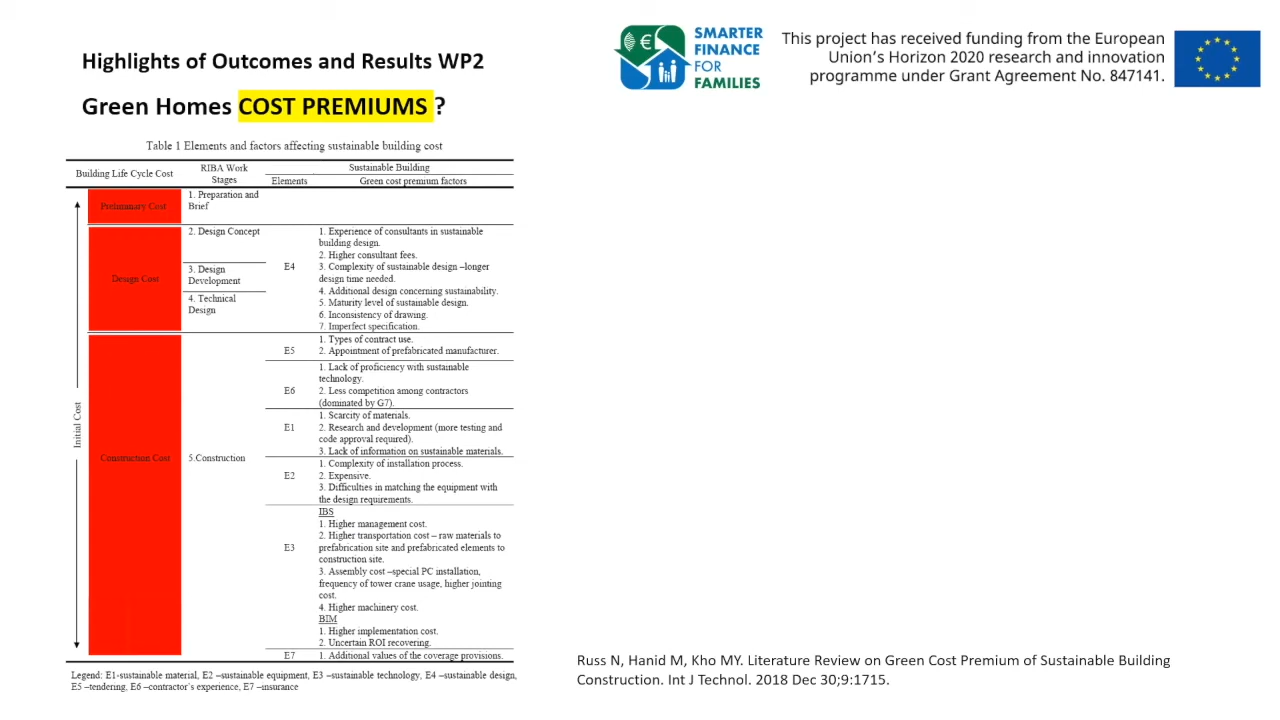 Highlights of Outcomes and Results WP2
Green Homes COST PREMIUMS ?
SMARTER
FINANCE
FOR
FAMILIES
This project has received funding from the European
Union's Horizon 2020 research and innovation
programme under Grant Agreement No. 847141.
Table 1 Elements and factors affecting sustainable building cost
Building Life Cycle Cost
RIBA Work
Stages
Sustainable Building
Elements
Green cost premium factors
Initial Cost
Preliminary Cost
1. Preparation and
Brief
Design Cost
2. Design Concept
3. Design
Development
4. Technical
Design
E4
1. Experience of consultants in sustainable
building design.
2. Higher consultant fees.
3. Complexity of sustainable design –longer
design time needed.
4. Additional design concerning sustainability.
5. Maturity level of sustainable design.
6. Inconsistency of drawing.
7. Imperfect specification.
Construction Cost
5.Construction
E5
1. Types of contract use.
2. Appointment of prefabricated manufacturer.
E6
1. Lack of proficiency with sustainable
technology.
2. Less competition among contractors
(dominated by G7).
E1
1. Scarcity of materials.
2. Research and development (more testing and
code approval required).
3. Lack of information on sustainable materials.
E2
1. Complexity of installation process.
2. Expensive.
3. Difficulties in matching the equipment with
the design requirements.
E3
IBS
1. Higher management cost.
2. Higher transportation cost – raw materials to
prefabrication site and prefabricated elements to
construction site.
3. Assembly cost –special PC installation,
frequency of tower crane usage, higher jointing
cost.
4. Higher machinery cost.
BIM
1. Higher implementation cost.
2. Uncertain ROI recovering.
E7
1. Additional values of the coverage provisions.
Legend: E1-sustainable material, E2 –sustainable equipment, E3 –sustainable technology, E4 –sustainable design,
E5 –tendering, E6 –contractor's experience, E7 –insurance
Russ N, Hanid M, Kho MY. Literature Review on Green Cost Premium of Sustainable Building
Construction. Int J Technol. 2018 Dec 30;9:1715.